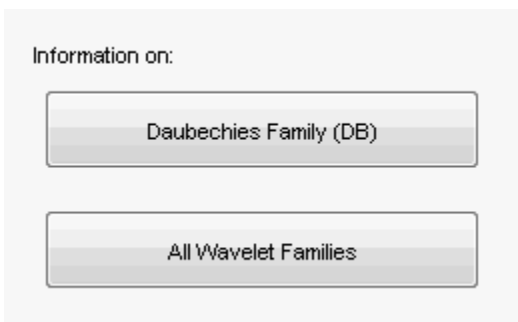 Information on:
Daubechies Family (DB)
All Wavelet Families